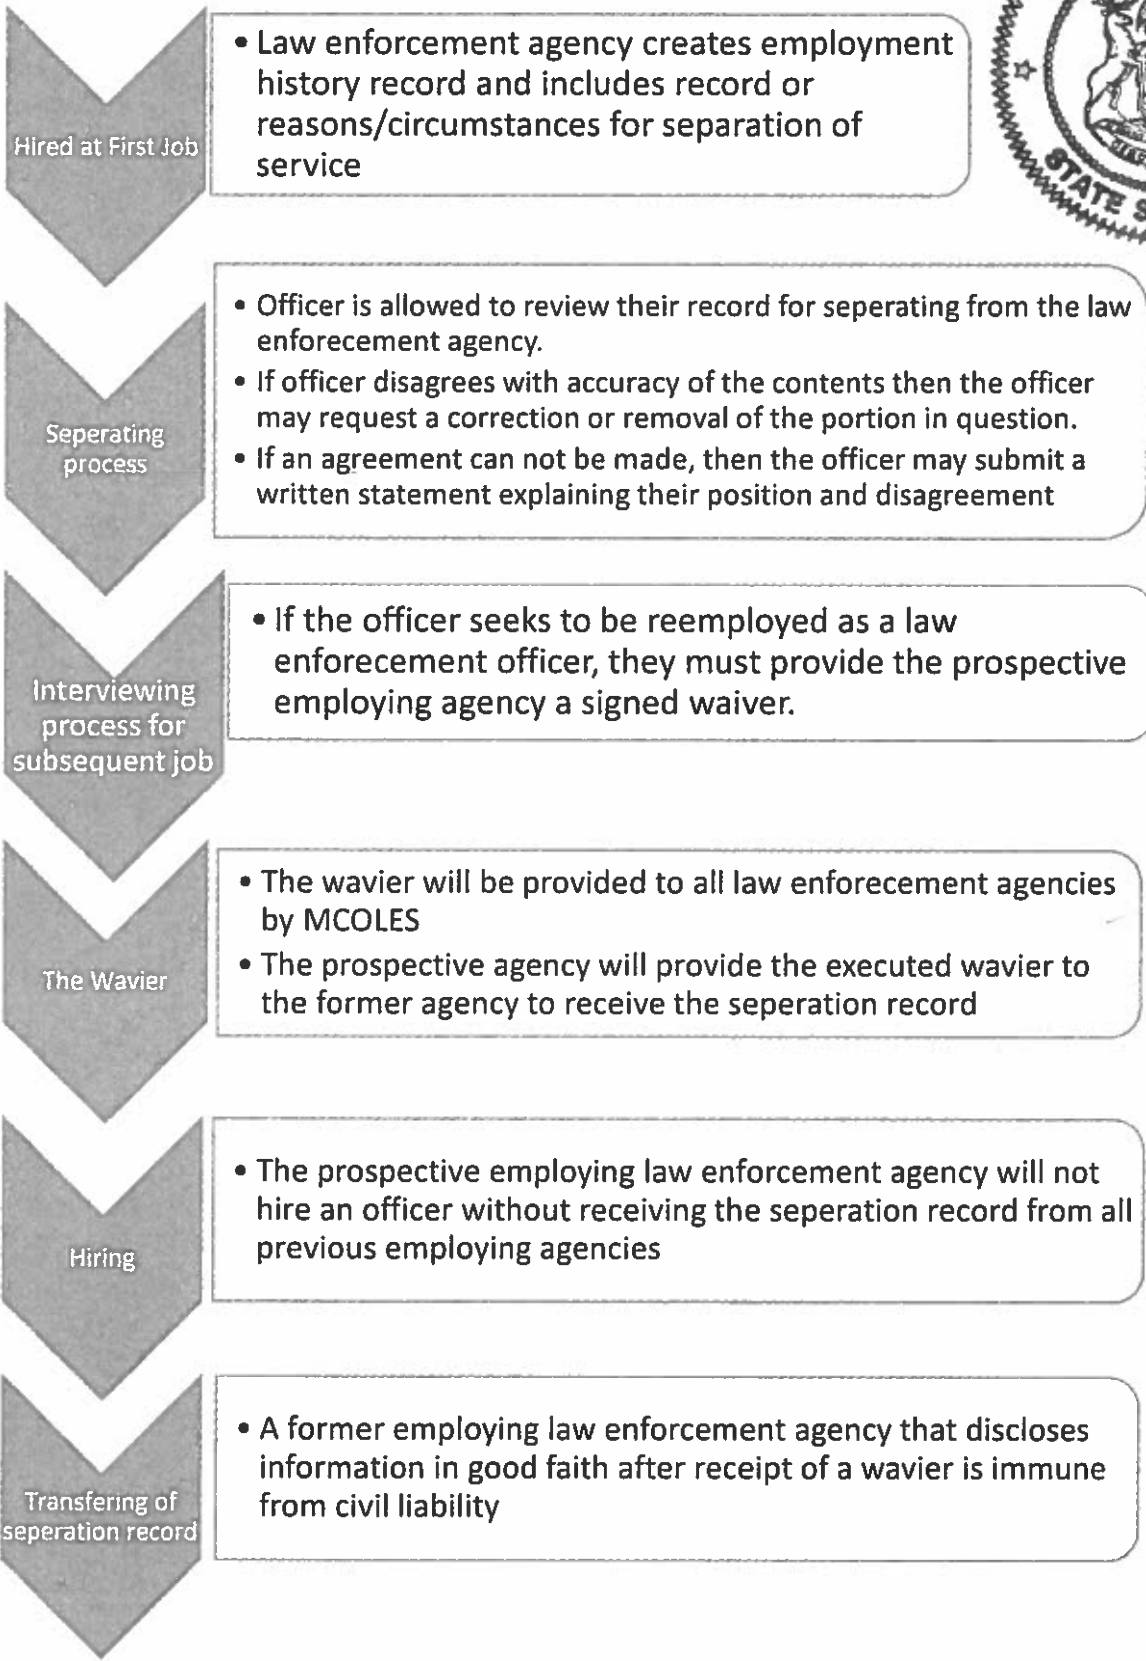 Hired at First Job
• Law enforcement agency creates employment
history record and includes record or
reasons/circumstances for separation of
service
STATE S
Seperating
process
• Officer is allowed to review their record for seperating from the law
enforecement agency.
• If officer disagrees with accuracy of the contents then the officer
may request a correction or removal of the portion in question.
• If an agreement can not be made, then the officer may submit a
written statement explaining their position and disagreement
Interviewing
process for
subsequent job
• If the officer seeks to be reemployed as a law
enforecement officer, they must provide the prospective
employing agency a signed waiver.
The Wavier
• The wavier will be provided to all law enforecement agencies
by MCOLES
• The prospective agency will provide the executed wavier to
the former agency to receive the seperation record
Hiring
• The prospective employing law enforcement agency will not
hire an officer without receiving the seperation record from all
previous employing agencies
Transfering of
seperation record
• A former employing law enforcement agency that discloses
information in good faith after receipt of a wavier is immune
from civil liability